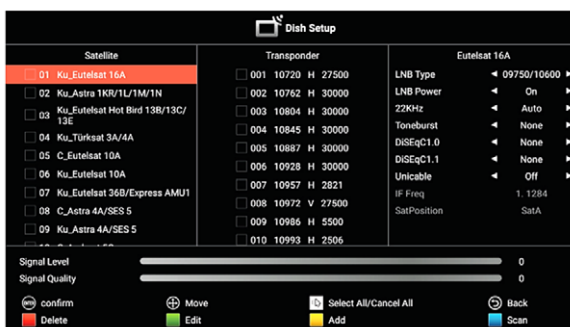 Dish Setup
Satellite
Transponder
Eutelsat 16A
01 Ku_Eutelsat 16A
02 Ku_Astra 1KR/1L/1M/1N
03 Ku_Eutelsat Hot Bird 13B/13C/
13E
04 Ku_Türksat 3A/4A
05 C_Eutelsat 10A
06 Ku_Eutelsat 10A
07 Ku_Eutelsat 36B/Express AMU1
08 C_Astra 4A/SES 5
09 Ku_Astra 4A/SES 5
001 10720 H 27500
002 10762 H 30000
003 10804 H 30000
004 10845 H 30000
005 10887 H 30000
006 10928 H 30000
007 10957 H 2821
008 10972 V 27500
009 10986 H 5500
010 10993 H 2506
LNB Type 09750/10600
LNB Power On
22KHz Auto
Toneburst None
DiSEqC1.0 None
DiSEqC1.1 None
Unicable Off
IF Freq 1. 1284
SatPosition SatA
Signal Level 0
Signal Quality 0
confirm Move Select All/Cancel All Back
Delete Edit Add Scan